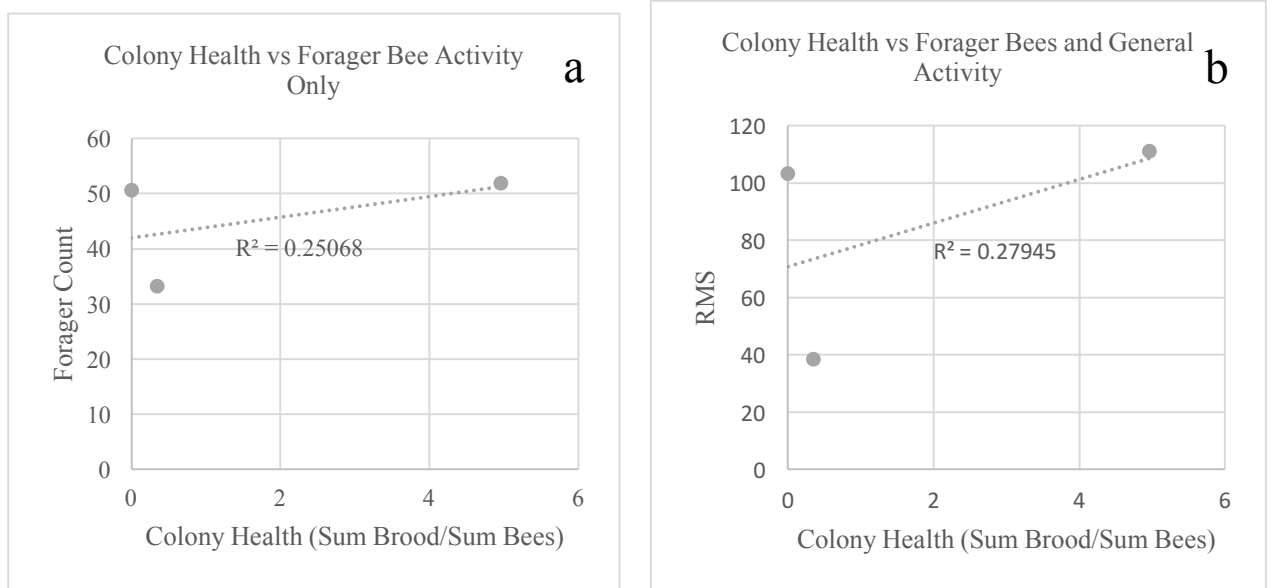 Colony Health vs Forager Bee Activity
Only
a
60
50
40
30
20
10
0
Forager Count
R² = 0.25068
0 2 4 6
Colony Health (Sum Brood/Sum Bees)
Colony Health vs Forager Bees and General
Activity
b
120
100
80
60
40
20
0
RMS
R² = 0.27945
0 2 4 6
Colony Health (Sum Brood/Sum Bees)